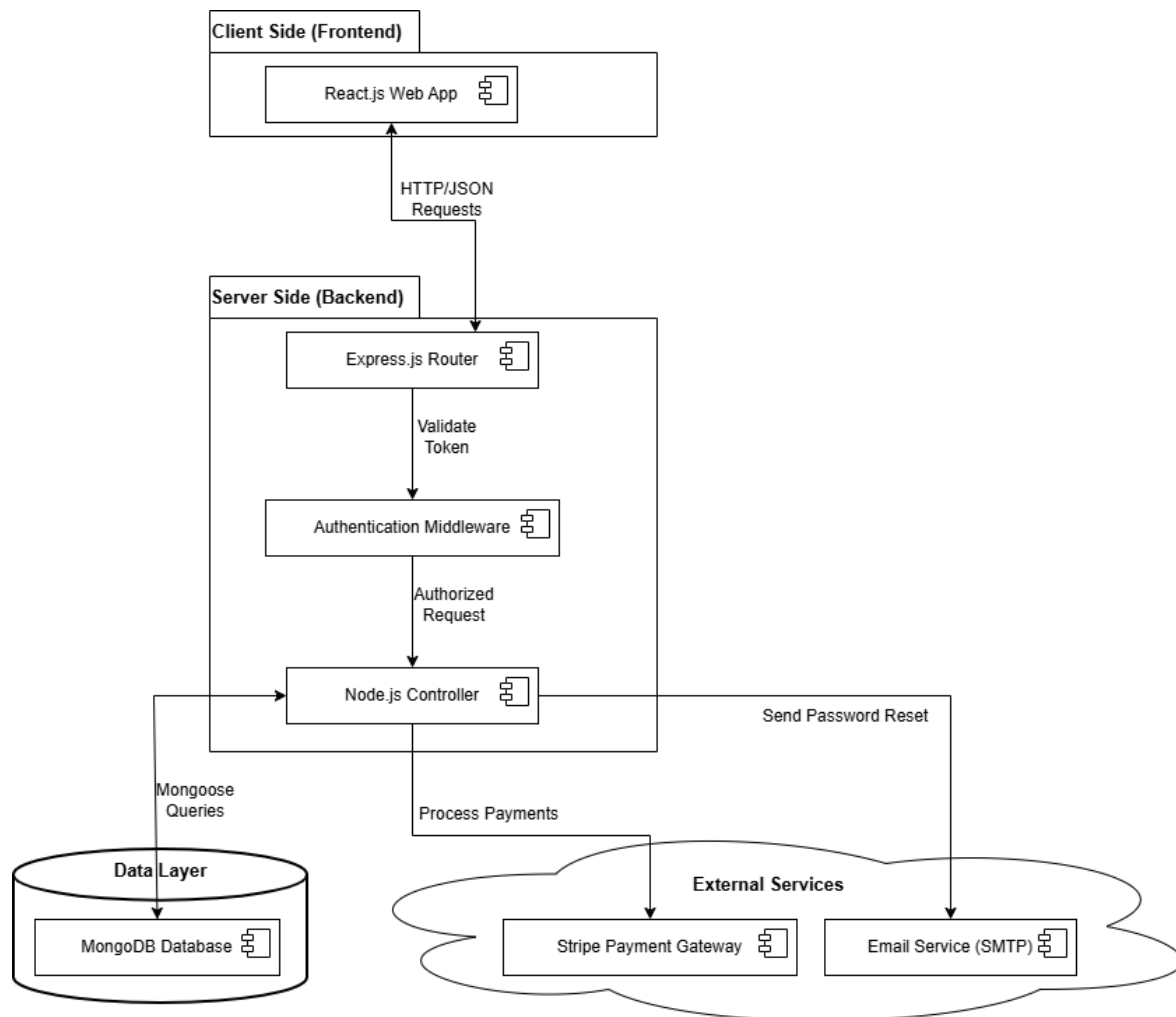 Client Side (Frontend)
React.js Web App
HTTP/JSON
Requests
Server Side (Backend)
Express.js Router
Validate
Token
Authentication Middleware
Authorized
Request
Node.js Controller
Send Password Reset
Mongoose
Queries
Process Payments
Data Layer
External Services
MongoDB Database
Stripe Payment Gateway
Email Service (SMTP)